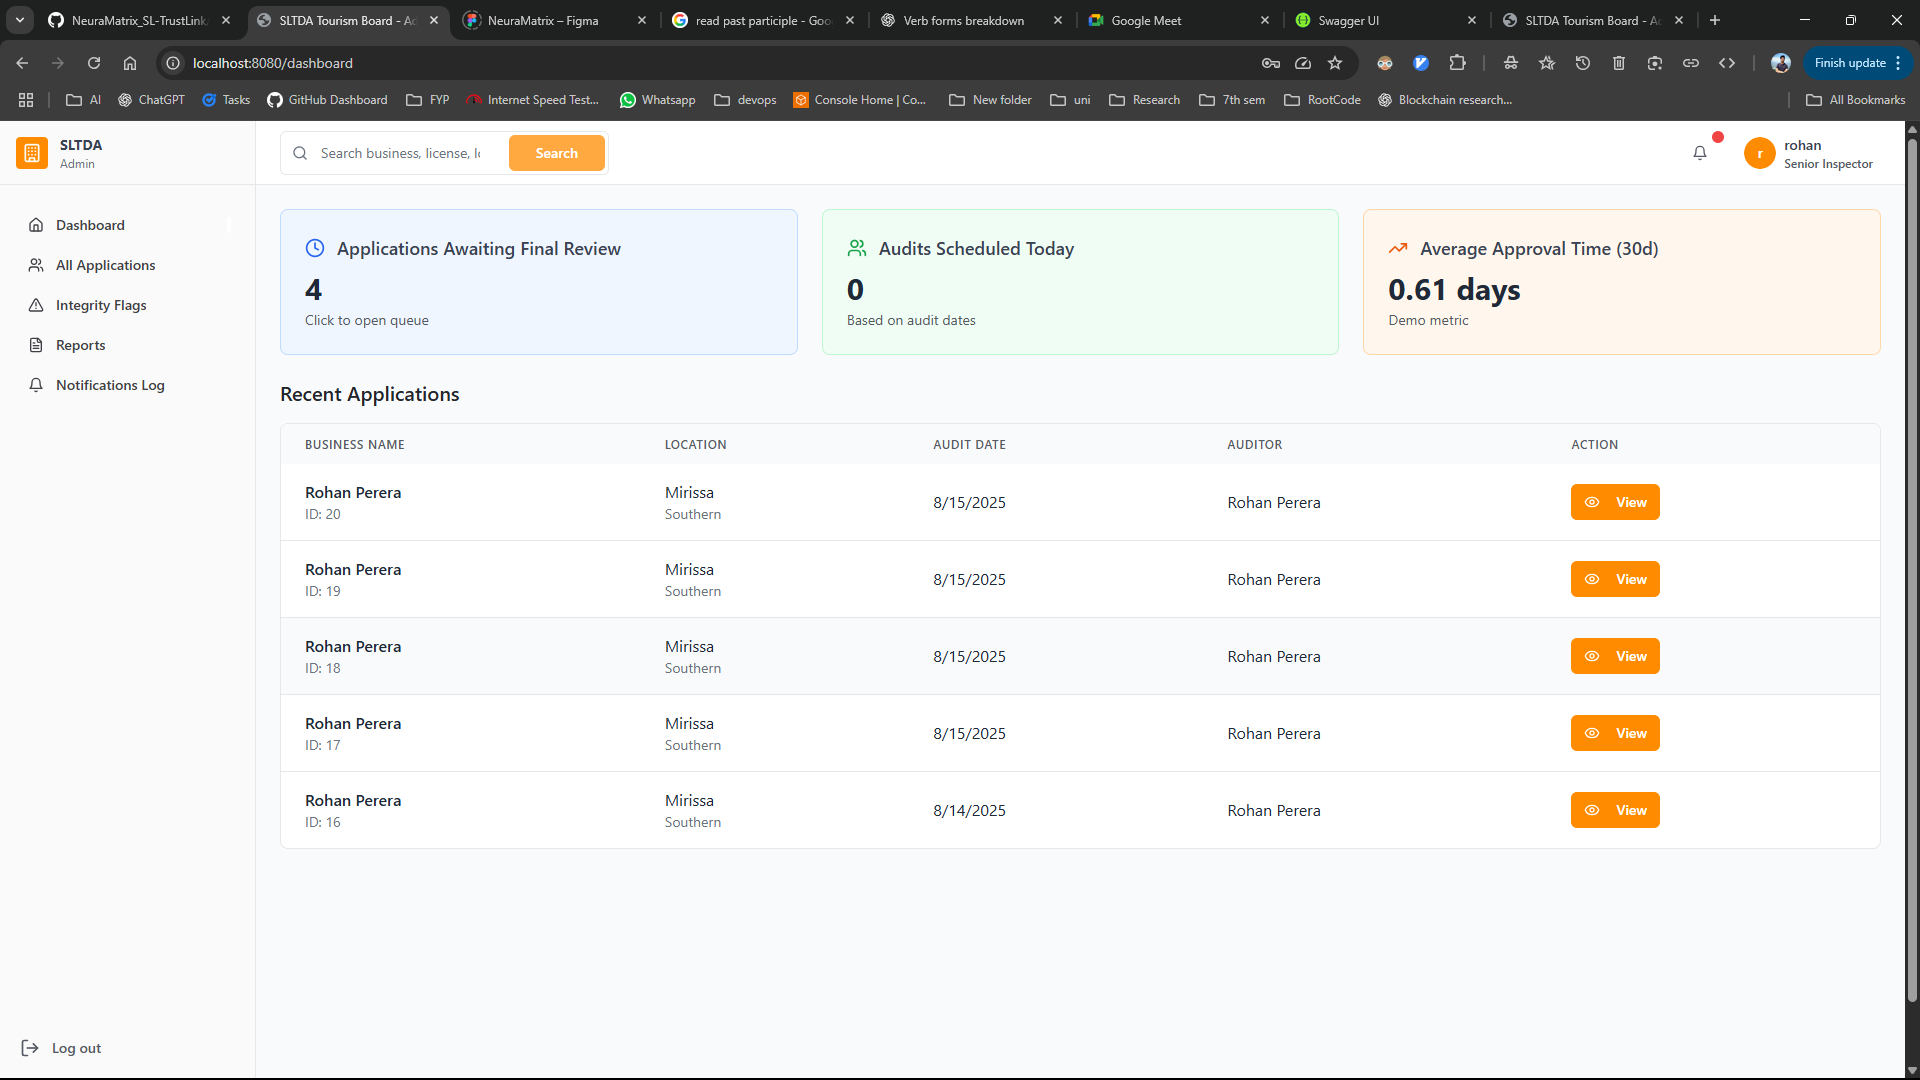 NeuraMatrix_SL-TrustLink
SLTDA Tourism Board - Ad
NeuraMatrix – Figma
read past participle - Goo
Verb forms breakdown
Google Meet
Swagger UI
SLTDA Tourism Board - Ad
localhost:8080/dashboard
Finish update
AI
ChatGPT
Tasks
GitHub Dashboard
FYP
Internet Speed Test...
Whatsapp
devops
Console Home | Co...
New folder
uni
Research
7th sem
RootCode
Blockchain research...
All Bookmarks
SLTDA
Admin
Search business, license, lo
Search
r
rohan
Senior Inspector
Dashboard
All Applications
Integrity Flags
Reports
Notifications Log
Log out
Applications Awaiting Final Review
4
Click to open queue
Audits Scheduled Today
0
Based on audit dates
Average Approval Time (30d)
0.61 days
Demo metric
Recent Applications
BUSINESS NAME LOCATION AUDIT DATE AUDITOR ACTION
Rohan Perera Mirissa 8/15/2025 Rohan Perera View
ID: 20 Southern
Rohan Perera Mirissa 8/15/2025 Rohan Perera View
ID: 19 Southern
Rohan Perera Mirissa 8/15/2025 Rohan Perera View
ID: 18 Southern
Rohan Perera Mirissa 8/15/2025 Rohan Perera View
ID: 17 Southern
Rohan Perera Mirissa 8/14/2025 Rohan Perera View
ID: 16 Southern